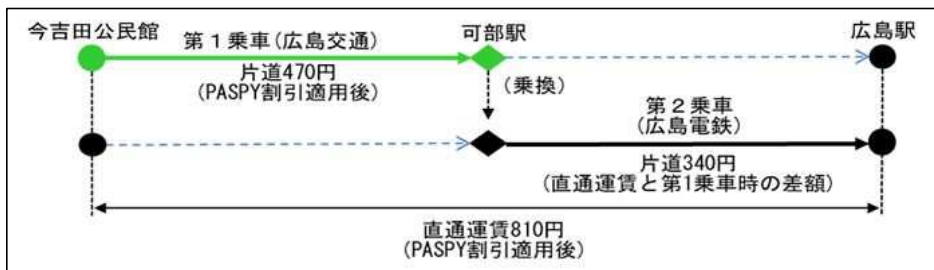 今吉田公民館
第1乗車(広島交通)
可部駅
広島駅
片道470円
(PASPY割引適用後)
(乗換)
第2乗車
(広島電鉄)
片道340円
(直通運賃と第1乗車時の差額)
直通運賃810円
(PASPY割引適用後)